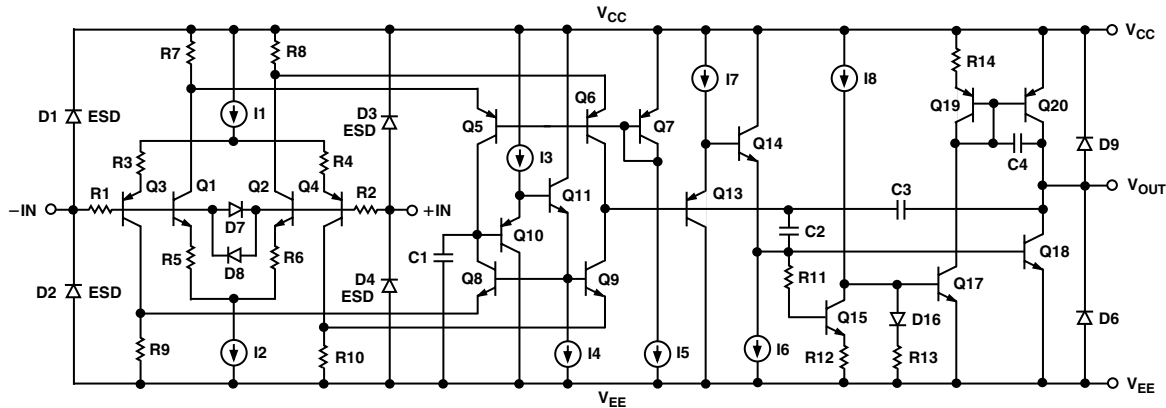 VCC
VCC
R7
R8
R14
I7
I8
D1
ESD
I1
D3
ESD
Q5
Q6
Q7
Q14
Q19
Q20
R3
R4
I3
C4
D9
Q3
Q1
Q2
Q4
Q11
Q13
VOUT
−IN
R1
R2
+IN
D7
C3
C2
Q10
R5
D8
R6
C1
Q18
D4
ESD
Q8
Q9
R11
Q17
D2
ESD
Q15
D16
D6
R9
I2
R10
I4
I5
I6
R12
R13
VEE
VEE